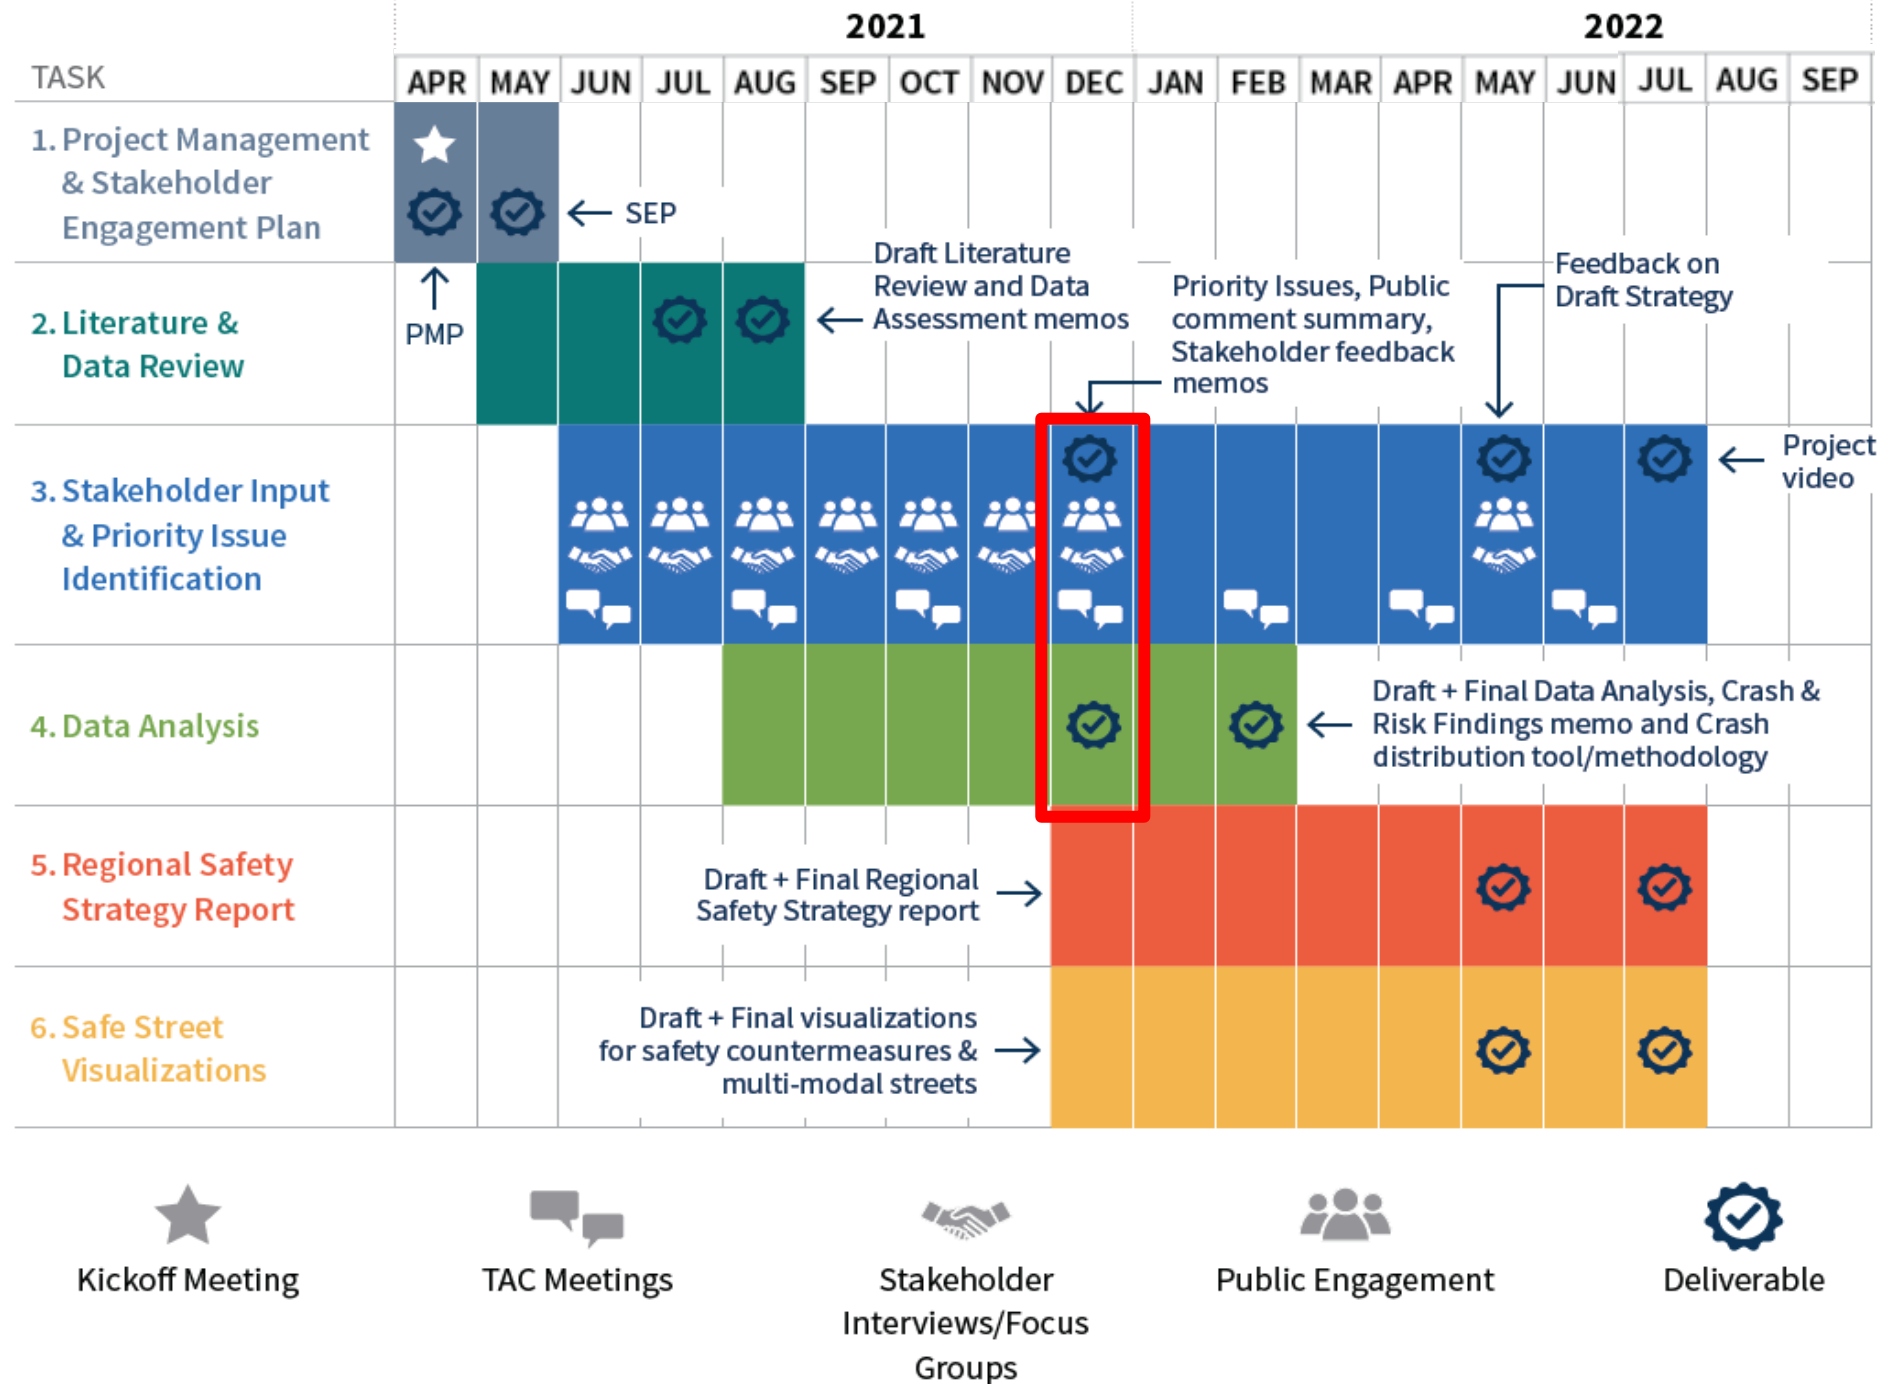 2021
2022
TASK
APR MAY JUN JUL AUG SEP OCT NOV DEC JAN FEB MAR APR MAY JUN JUL AUG SEP
1. Project Management
& Stakeholder
Engagement Plan
SEP
PMP
2. Literature &
Data Review
Draft Literature
Review and Data
Assessment memos
Priority Issues, Public
comment summary,
Stakeholder feedback
memos
Feedback on
Draft Strategy
3. Stakeholder Input
& Priority Issue
Identification
Project
video
4. Data Analysis
Draft + Final Data Analysis, Crash &
Risk Findings memo and Crash
distribution tool/methodology
5. Regional Safety
Strategy Report
Draft + Final Regional
Safety Strategy report
6. Safe Street
Visualizations
Draft + Final visualizations
for safety countermeasures &
multi-modal streets
Kickoff Meeting
TAC Meetings
Stakeholder
Interviews/Focus
Groups
Public Engagement
Deliverable